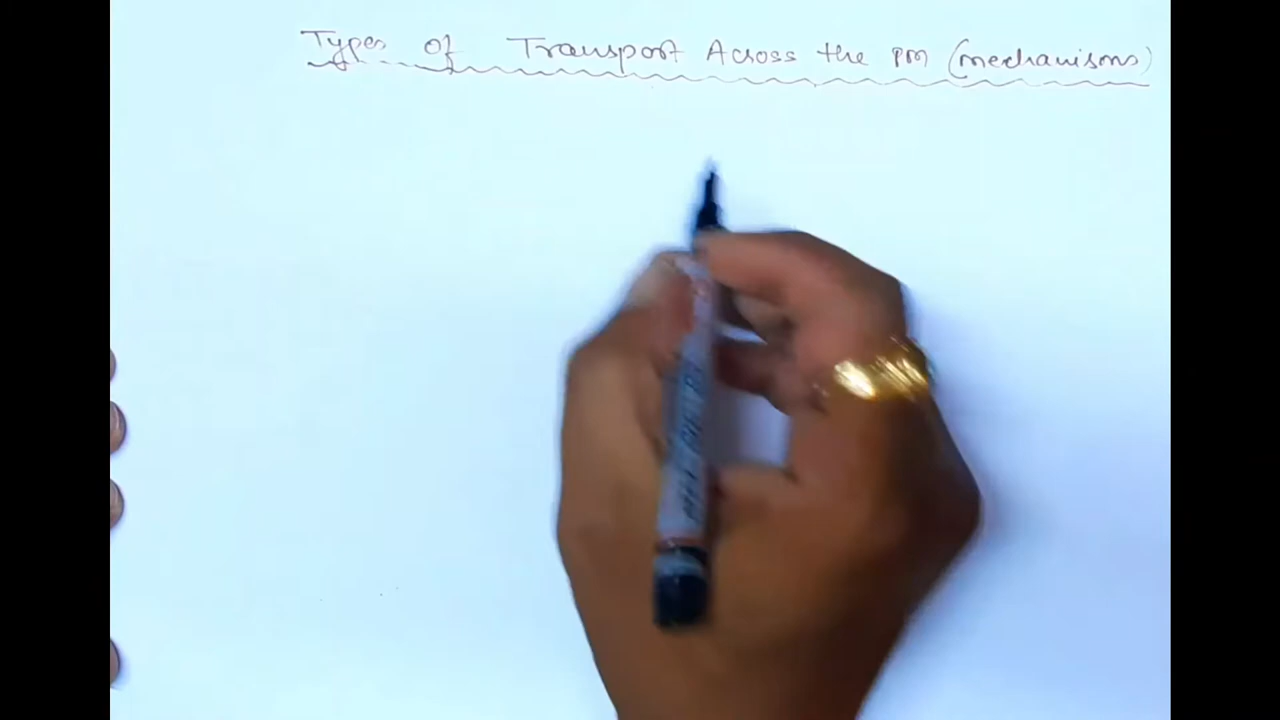 Types of Transport Across the PM (mechanisms)